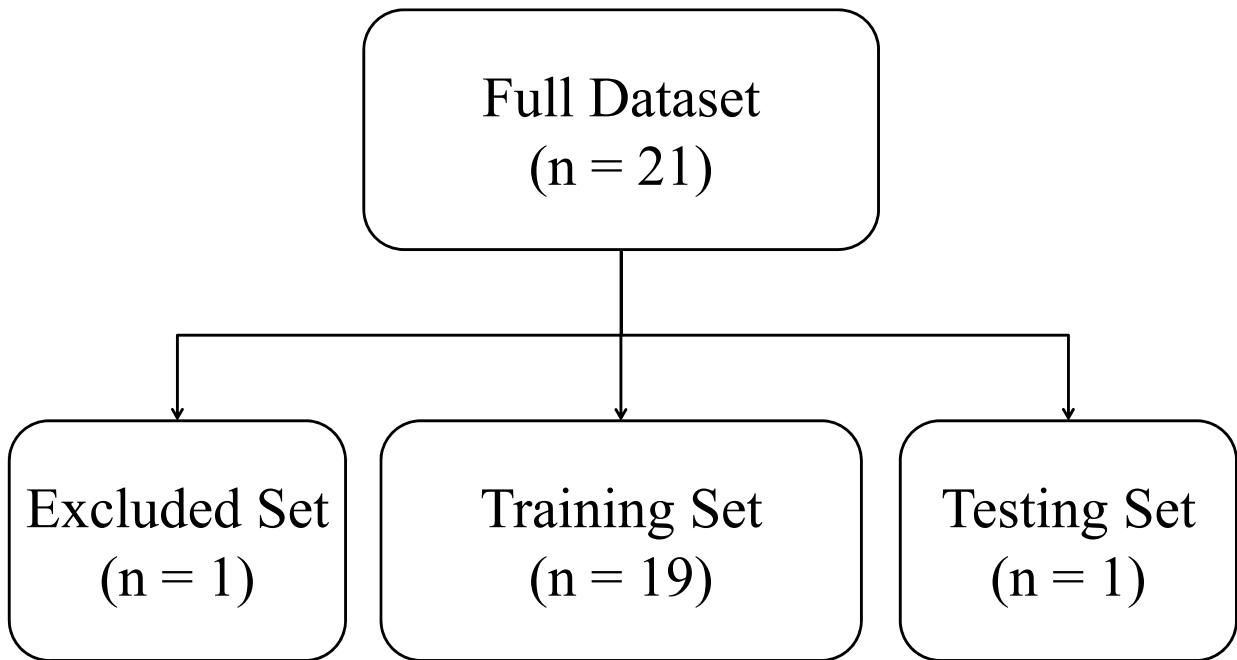 Full Dataset
(n = 21)
Excluded Set
(n = 1)
Training Set
(n = 19)
Testing Set
(n = 1)